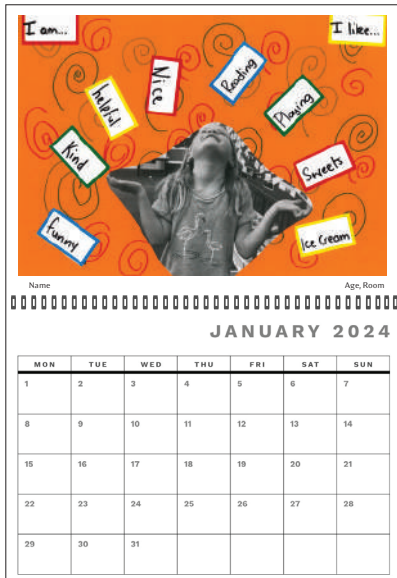 I am...
I like...
Nice
Reading
helpful
Playing
Kind
Sweets
funny
Ice Cream
Name Age, Room
JANUARY 2024
MON TUE WED THU FRI SAT SUN
1 2 3 4 5 6 7
8 9 10 11 12 13 14
15 16 17 18 19 20 21
22 23 24 25 26 27 28
29 30 31